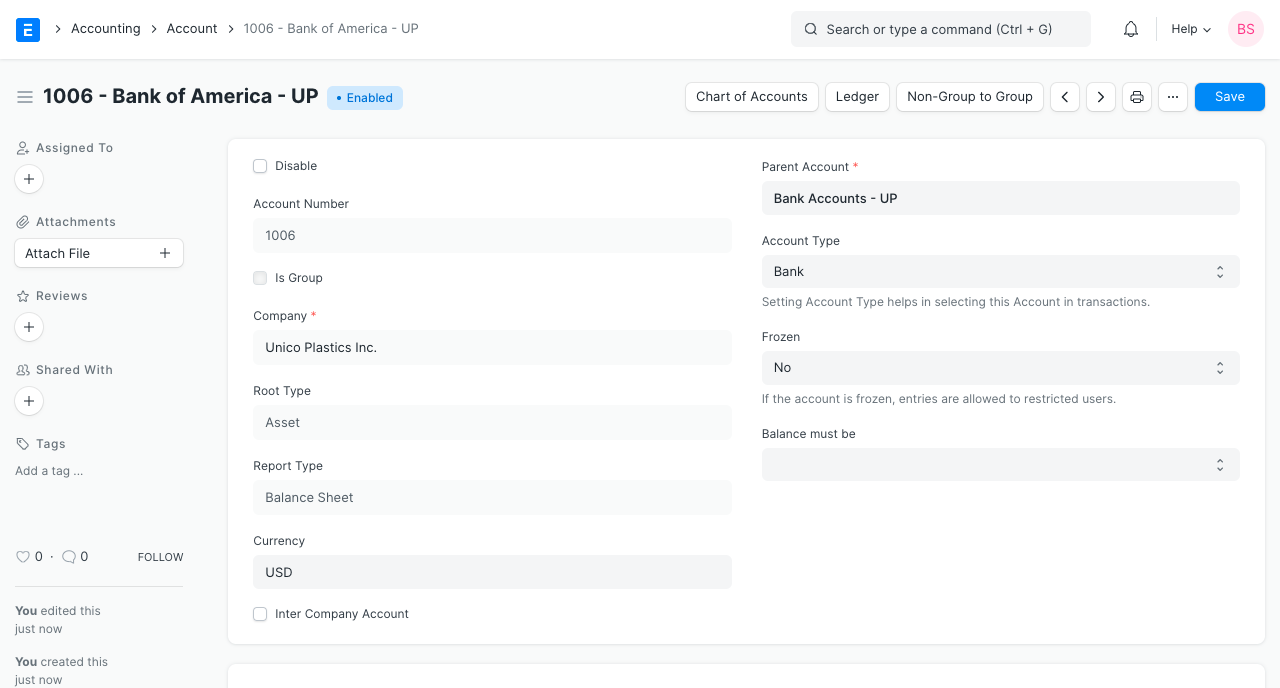 E
Accounting
Account
1006 - Bank of America - UP
Search or type a command (Ctrl + G)
Help
BS
1006 - Bank of America - UP
Enabled
Chart of Accounts
Ledger
Non-Group to Group
...
Save
Assigned To
Attachments
Attach File
Reviews
Shared With
Tags
Add a tag ...
0 · 0
FOLLOW
You edited this
just now
You created this
just now
Disable
Account Number
1006
Is Group
Company *
Unico Plastics Inc.
Root Type
Asset
Report Type
Balance Sheet
Currency
USD
Inter Company Account
Parent Account *
Bank Accounts - UP
Account Type
Bank
Setting Account Type helps in selecting this Account in transactions.
Frozen
No
If the account is frozen, entries are allowed to restricted users.
Balance must be